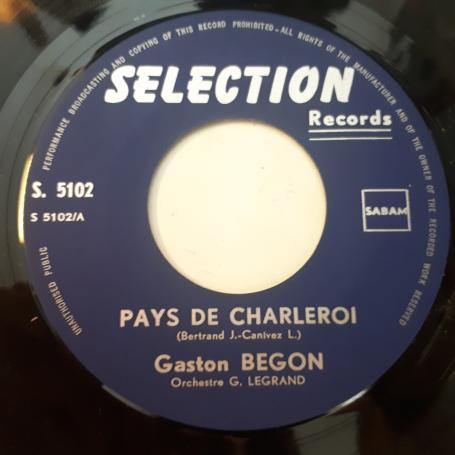 UNAUTHORISED PUBLIC PERFORMANCE BROADCASTING AND COPYING OF THIS RECORD PROHIBITED - ALL RIGHTS OF THE MANUFACTURER AND OF THE OWNER OF THE RECORDED WORK RESERVED
SELECTION
Records
S. 5102
S 5102/A
SABAM
PAYS DE CHARLEROI
(Bertrand J.-Canivez L.)
Gaston BEGON
Orchestre G. LEGRAND